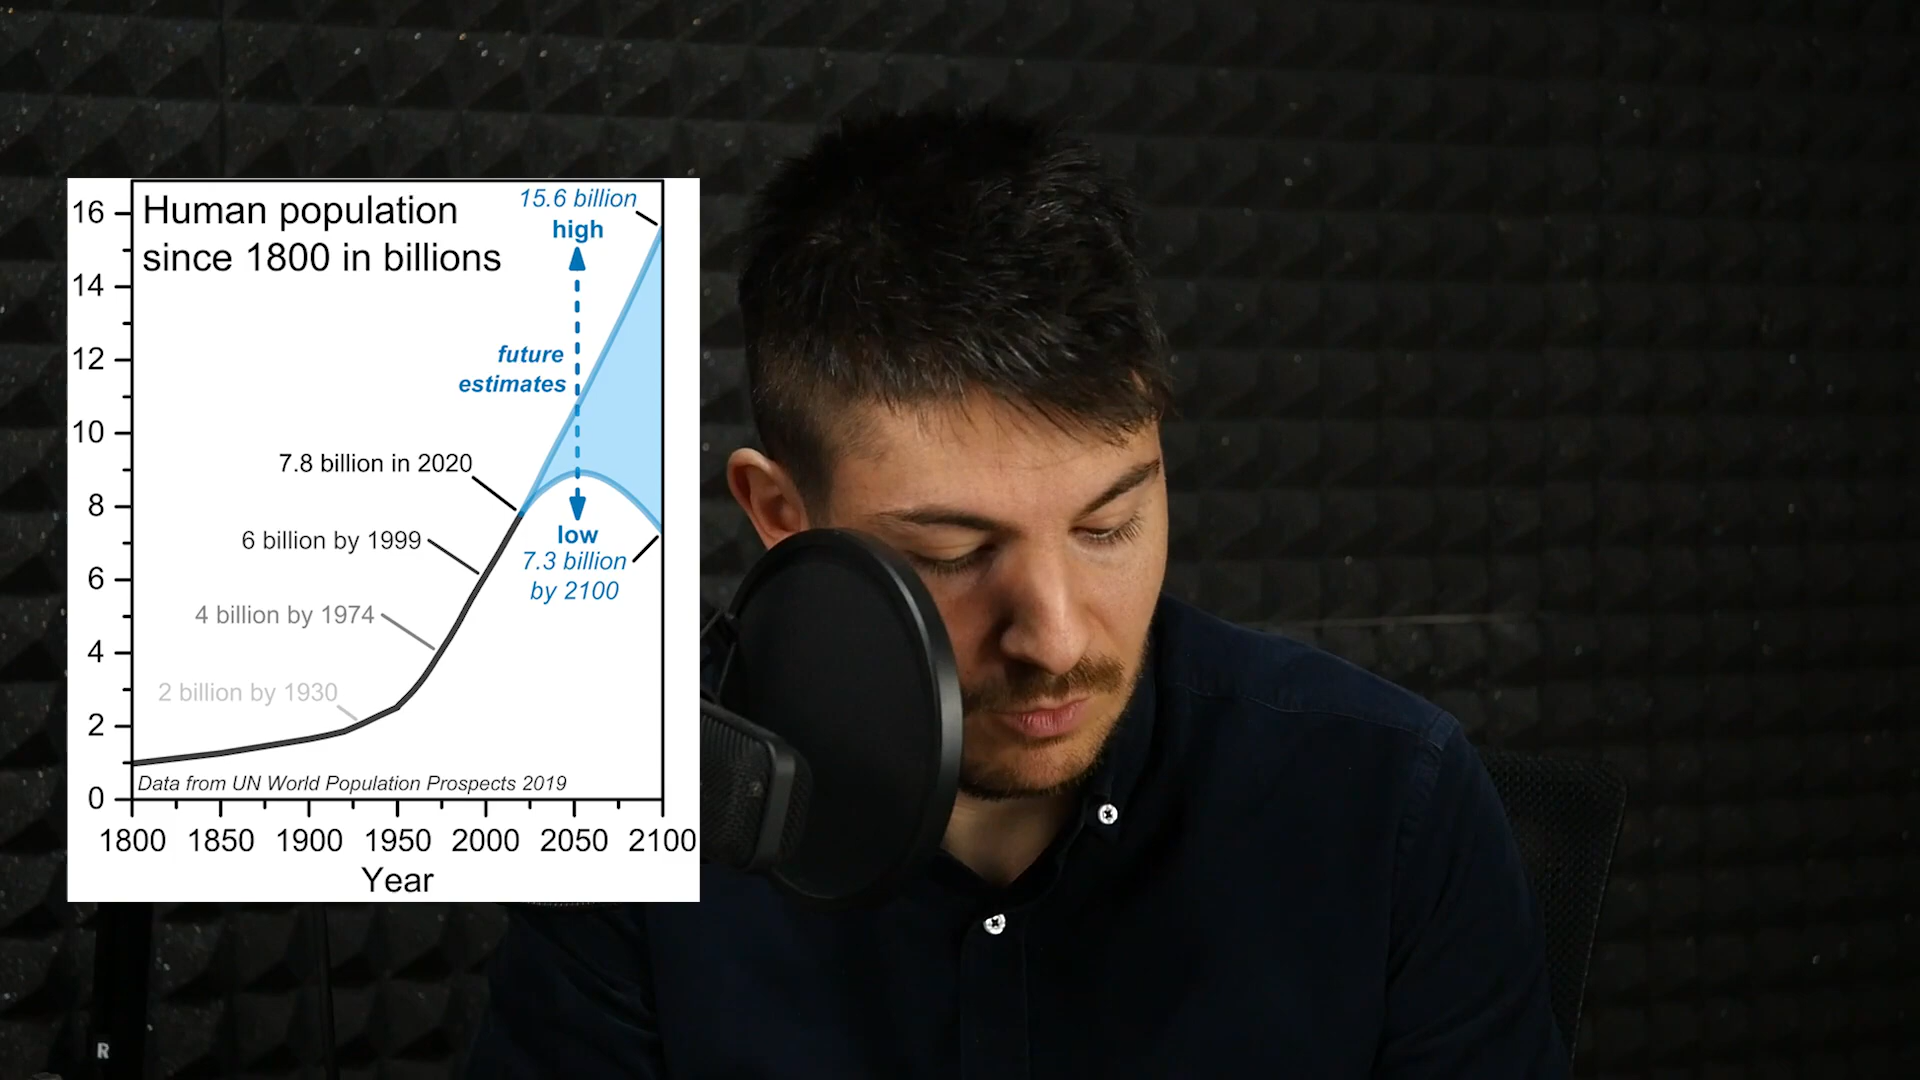 Human population
since 1800 in billions
15.6 billion
high
future
estimates
7.8 billion in 2020
6 billion by 1999
low
7.3 billion
by 2100
4 billion by 1974
2 billion by 1930
Data from UN World Population Prospects 2019
16
14
12
10
8
6
4
2
0
1800 1850 1900 1950 2000 2050 2100
Year
R